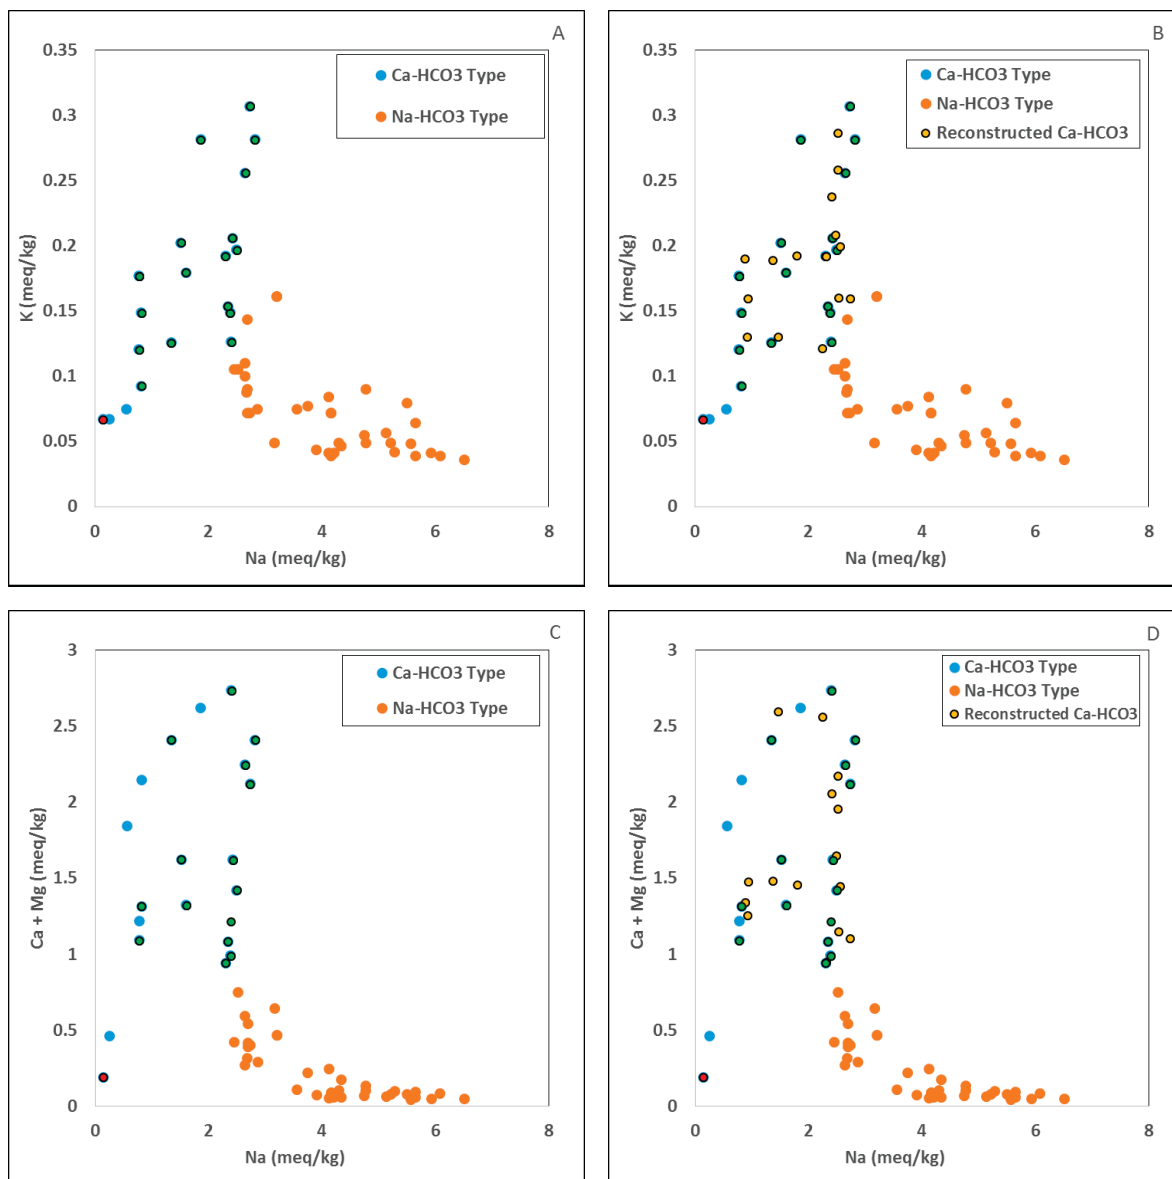 A
0.35
0.3
0.25
0.2
0.15
0.1
0.05
0
K (meq/kg)
Ca-HCO3 Type
Na-HCO3 Type
0 2 4 6 8
Na (meq/kg)
B
0.35
0.3
0.25
0.2
0.15
0.1
0.05
0
K (meq/kg)
Ca-HCO3 Type
Na-HCO3 Type
Reconstructed Ca-HCO3
0 2 4 6 8
Na (meq/kg)
C
3
2.5
2
1.5
1
0.5
0
Ca + Mg (meq/kg)
Ca-HCO3 Type
Na-HCO3 Type
0 2 4 6 8
Na (meq/kg)
D
3
2.5
2
1.5
1
0.5
0
Ca + Mg (meq/kg)
Ca-HCO3 Type
Na-HCO3 Type
Reconstructed Ca-HCO3
0 2 4 6 8
Na (meq/kg)